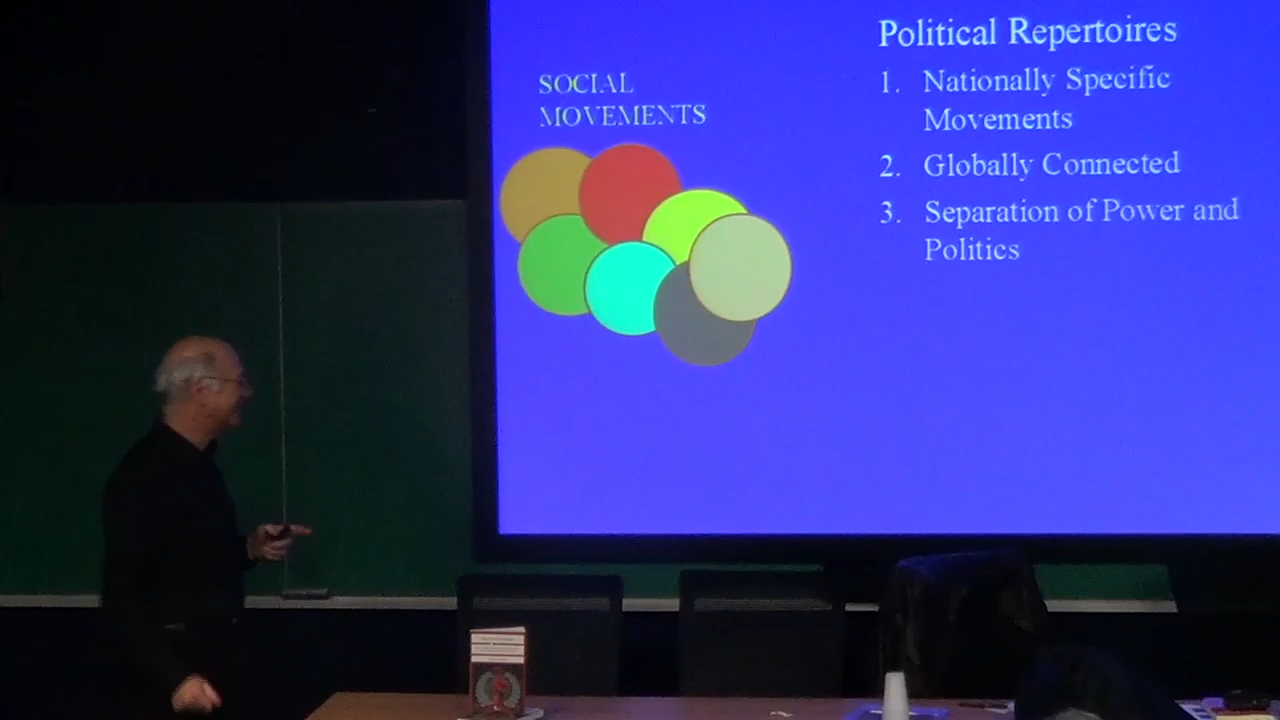 SOCIAL
MOVEMENTS
Political Repertoires
1. Nationally Specific
Movements
2. Globally Connected
3. Separation of Power and
Politics